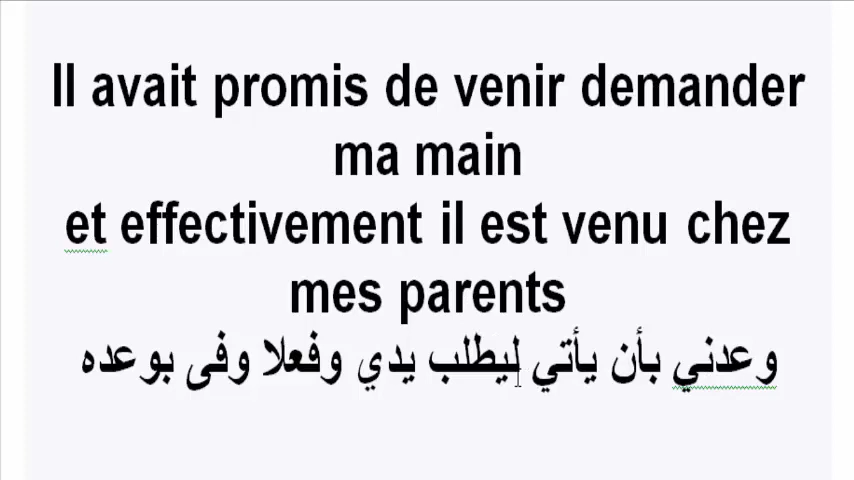 Il avait promis de venir demander
ma main
et effectivement il est venu chez
mes parents
وعدني بأن يأتي ليطلب يدي وفعلا وفى بوعده